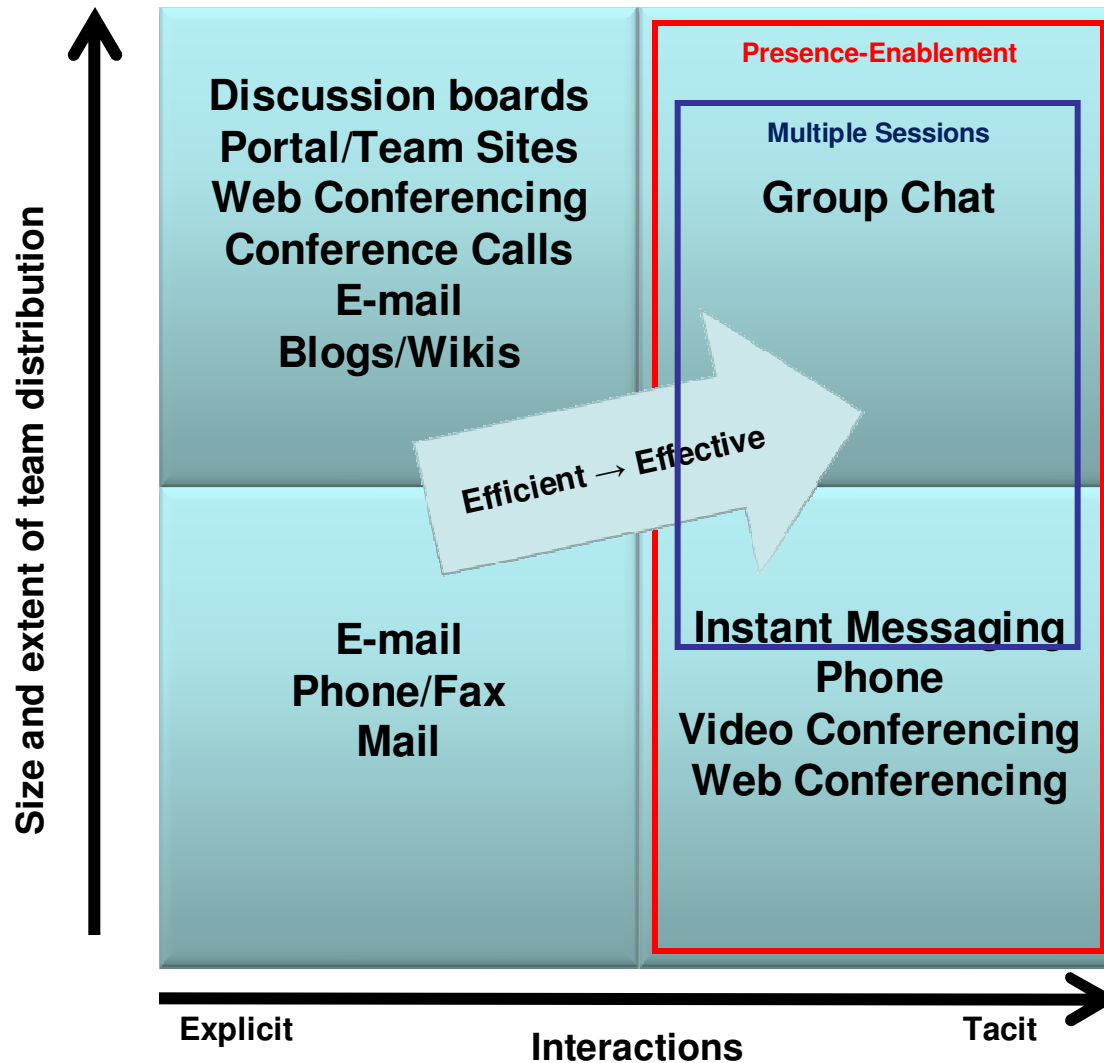 Size and extent of team distribution
Discussion boards
Portal/Team Sites
Web Conferencing
Conference Calls
E-mail
Blogs/Wikis
Presence-Enablement
Multiple Sessions
Group Chat
Efficient → Effective
E-mail
Phone/Fax
Mail
Instant Messaging
Phone
Video Conferencing
Web Conferencing
Explicit
Interactions
Tacit